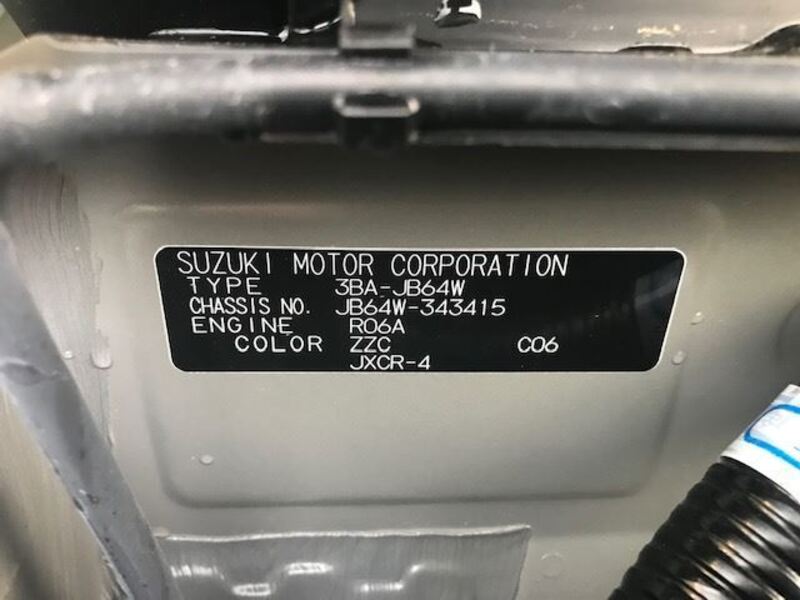 SUZUKI MOTOR CORPORATION
TYPE 3BA-JB64W
CHASSIS NO. JB64W-343415
ENGINE R06A
COLOR ZZC C06
JXCR-4